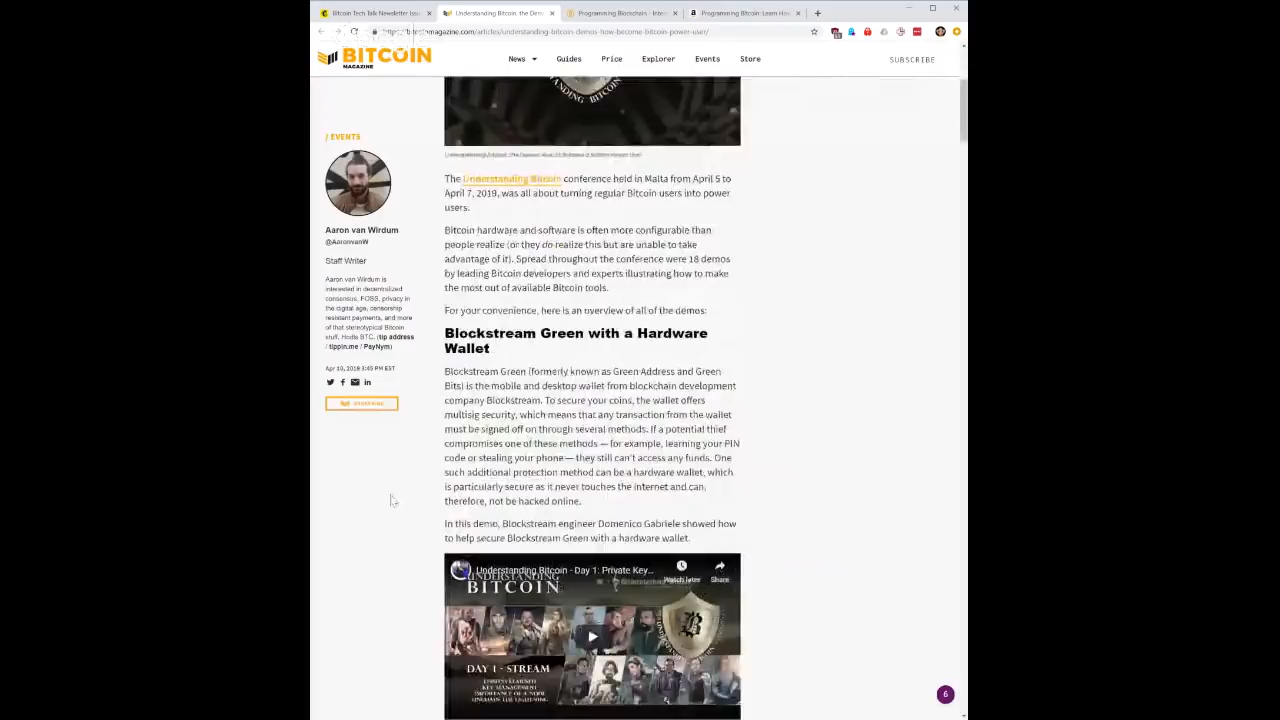 Bitcoin Tech Talk Newsletter Issu
Understanding Bitcoin, the Dem
Programming Blockchain - Inte
Programming Bitcoin: Learn How
magazine.com/articles/understanding-bitcoin-demos-how-become-bitcoin-power-user/
BITCOIN
MAGAZINE
News
Guides
Price
Explorer
Events
Store
SUBSCRIBE
/ EVENTS
Aaron van Wirdum
@AaronvanW
Staff Writer
Aaron van Wirdum is
interested in decentralized
consensus, FOSS, privacy in
the digital age, censorship
resistant payments, and more
of that stereotypical Bitcoin
stuff. Hodls BTC. (tip address
/ tippin.me / PayNym)
Apr 10, 2019 3:45 PM EST
The Understanding Bitcoin conference held in Malta from April 5 to
April 7, 2019, was all about turning regular Bitcoin users into power
users.
Bitcoin hardware and software is often more configurable than
people realize (or they do realize this but are unable to take
advantage of it). Spread throughout the conference were 18 demos
by leading Bitcoin developers and experts illustrating how to make
the most out of available Bitcoin tools.
For your convenience, here is an overview of all of the demos:
Blockstream Green with a Hardware
Wallet
Blockstream Green (formerly known as Green Address and Green
Bits) is the mobile and desktop wallet from blockchain development
company Blockstream. To secure your coins, the wallet offers
multisig security, which means that any transaction from the wallet
must be signed off on through several methods. If a potential thief
compromises one of these methods — for example, learning your PIN
code or stealing your phone — they still can't access any funds. One
such additional protection method can be a hardware wallet, which
is particularly secure as it never touches the internet and can,
therefore, not be hacked online.
In this demo, Blockstream engineer Domenico Gabriele showed how
to help secure Blockstream Green with a hardware wallet.
Understanding Bitcoin - Day 1: Private Key...
Watch later
Share
UNDERSTANDING
BITCOIN
DAY 1 - STREAM
KEY MANAGEMENT
IMPORTANCE OF A NODE
6